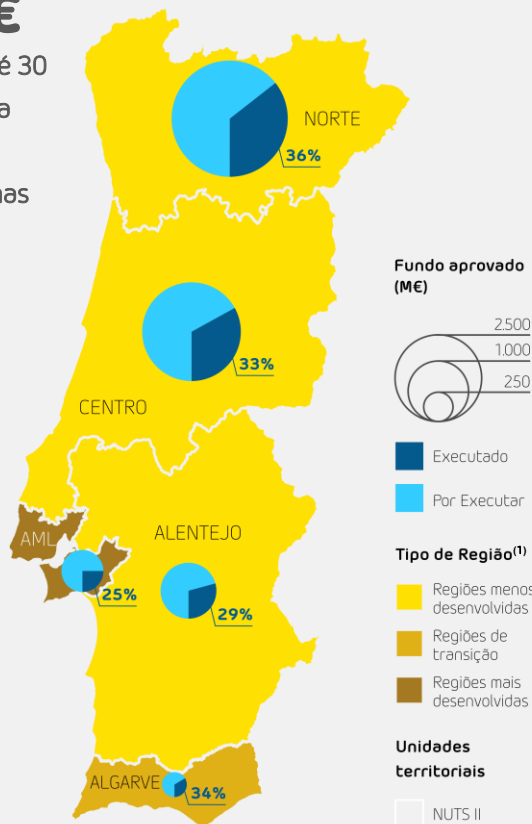 €
é 30
a
nas
NORTE
36%
33%
CENTRO
AML
ALENTEJO
25%
29%
ALGARVE
34%
Fundo aprovado
(M€)
2.500
1.000
250
Executado
Por Executar
Tipo de Região⁽¹⁾
Regiões menos
desenvolvidas
Regiões de
transição
Regiões mais
desenvolvidas
Unidades
territoriais
NUTS II